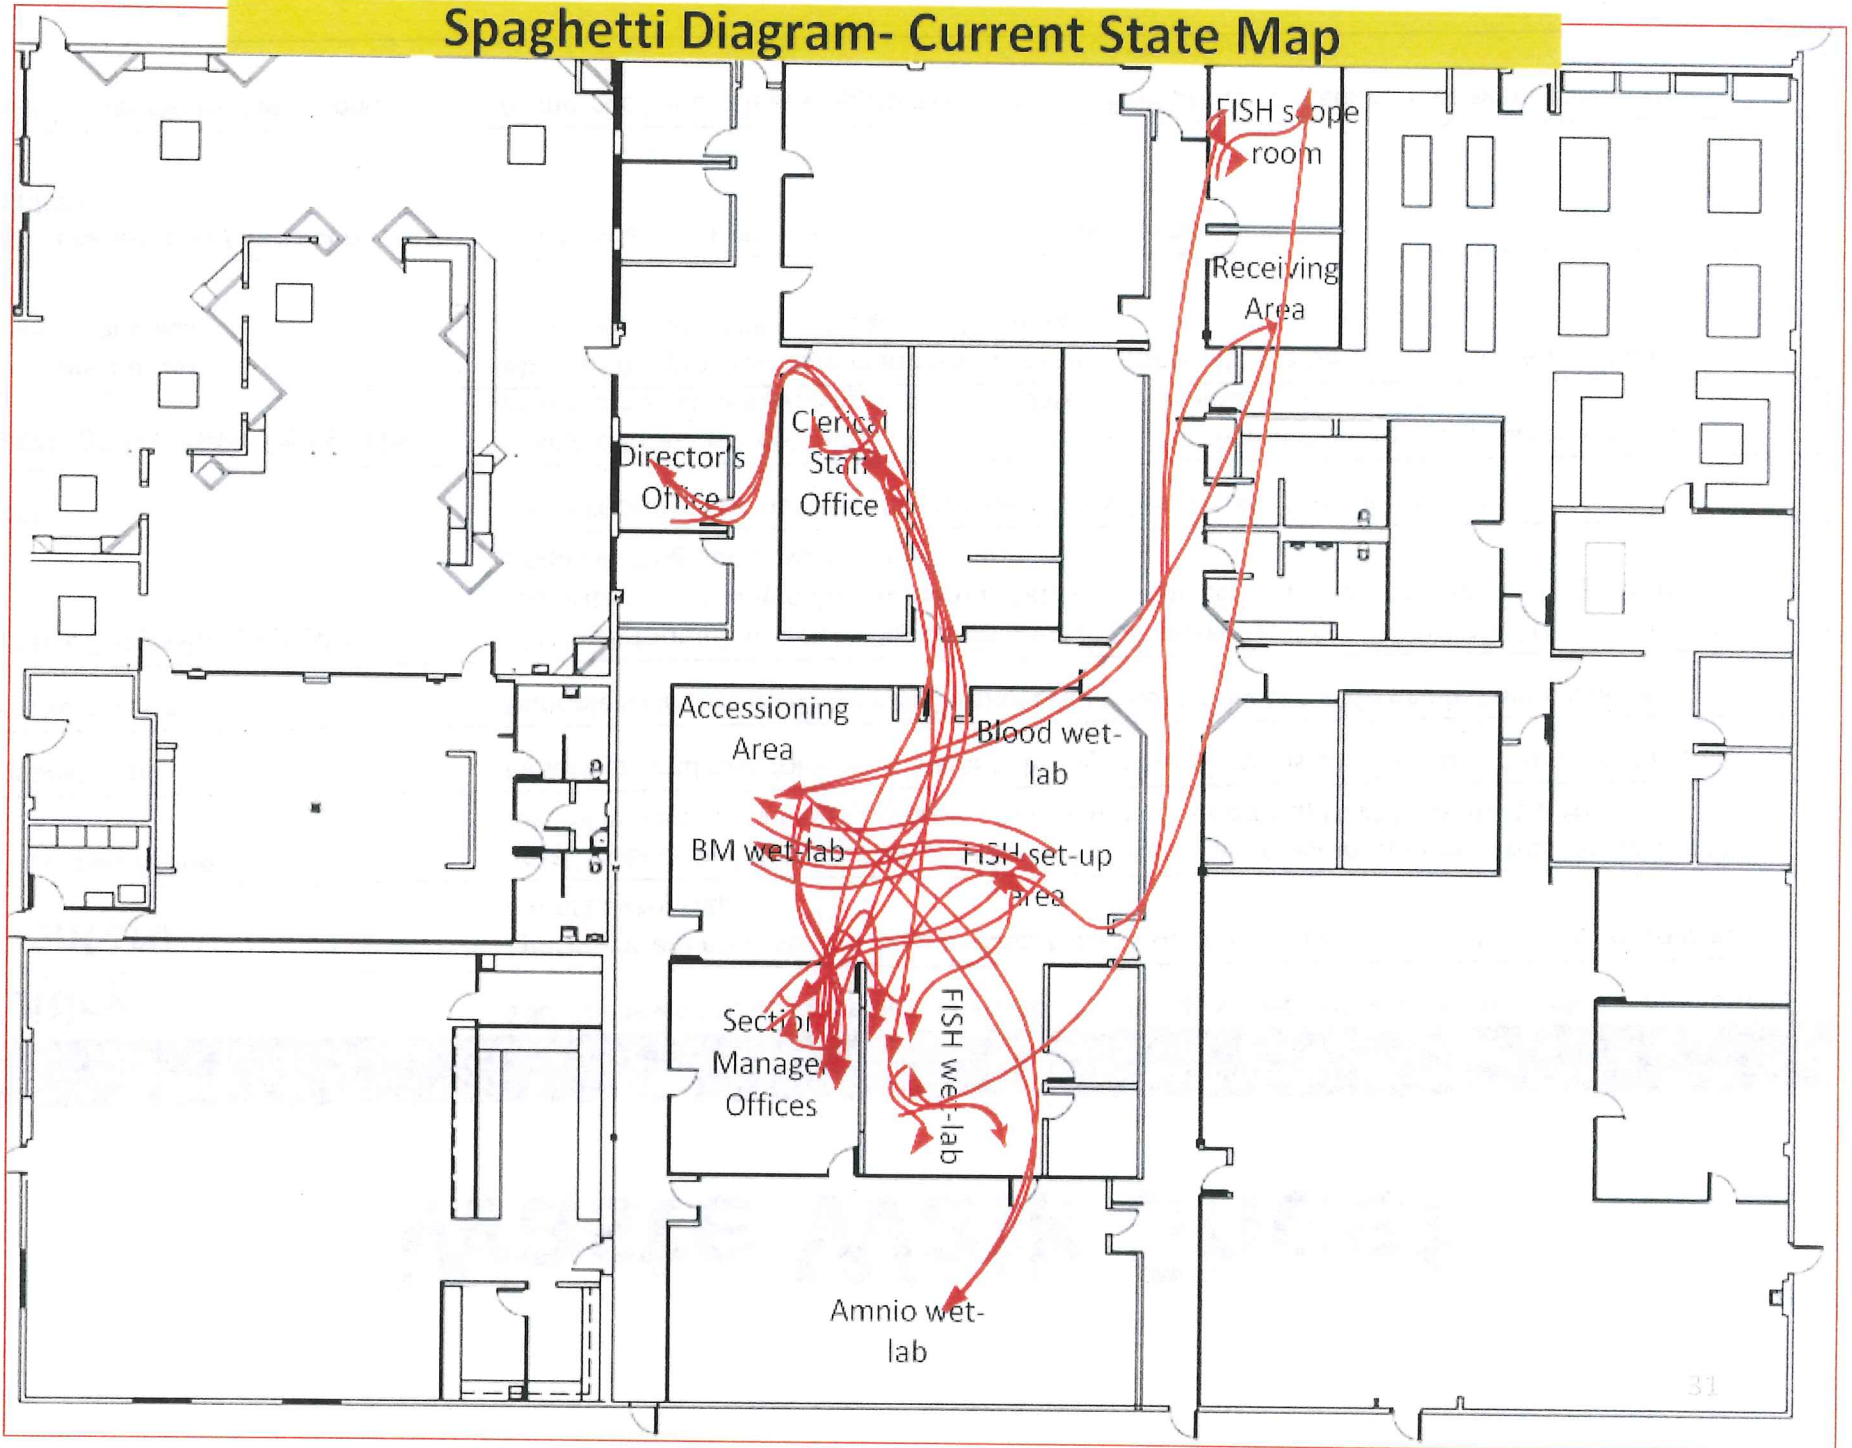 Spaghetti Diagram- Current State Map
FISH scope
room
Receiving
Area
Clerical
Staff
Office
Director's
Office
Accessioning
Area
Blood wet-
lab
BM wet-lab
FISH set-up
area
Section
Manager
Offices
FISH wet-lab
Amnio wet-
lab
31